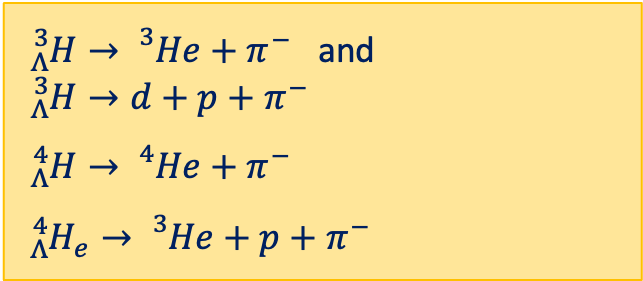 ³ΛH → ³He + π⁻ and
³ΛH → d + p + π⁻
⁴ΛH → ⁴He + π⁻
⁴ΛHₑ → ³He + p + π⁻